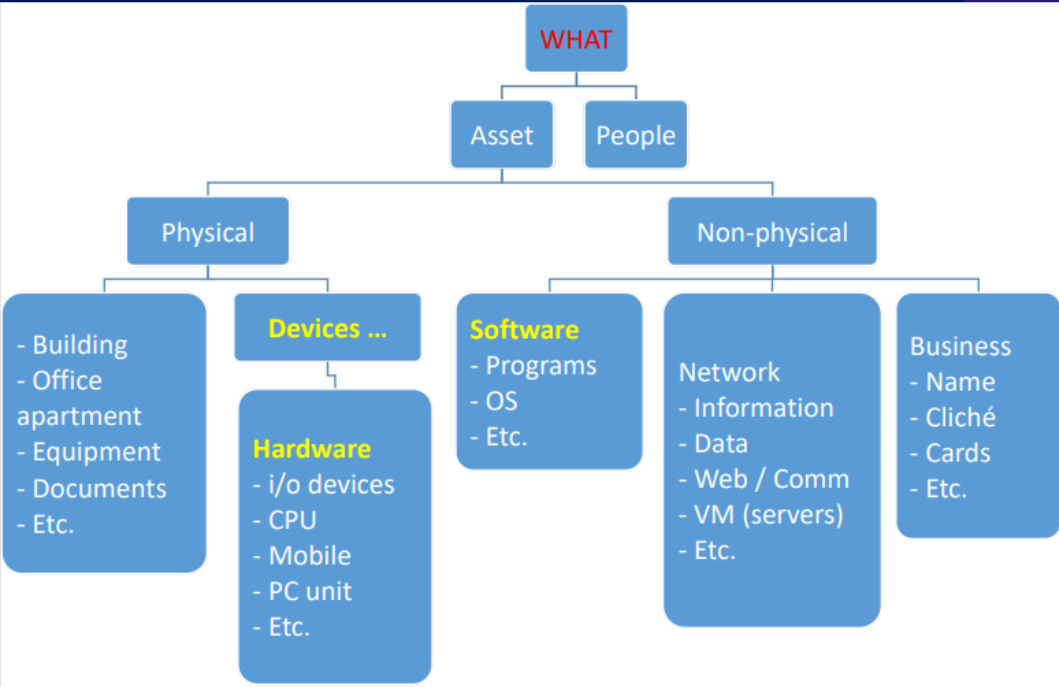 WHAT
Asset
People
Physical
Non-physical
- Building
- Office
apartment
- Equipment
- Documents
- Etc.
Devices ...
Hardware
- i/o devices
- CPU
- Mobile
- PC unit
- Etc.
Software
- Programs
- OS
- Etc.
Network
- Information
- Data
- Web / Comm
- VM (servers)
- Etc.
Business
- Name
- Cliché
- Cards
- Etc.